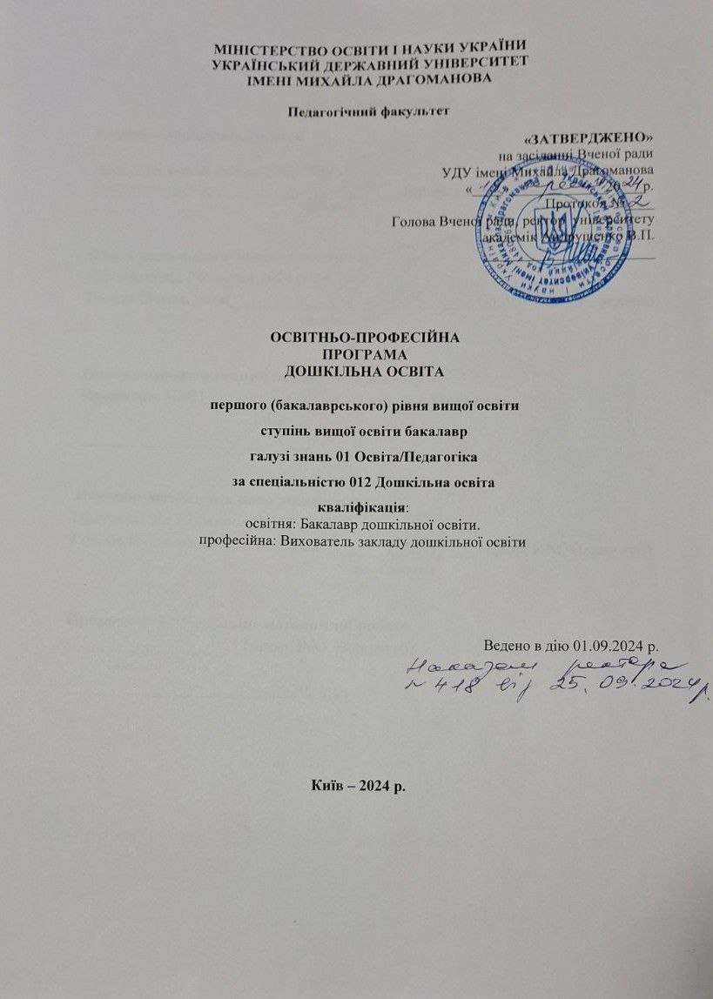 МІНІСТЕРСТВО ОСВІТИ І НАУКИ УКРАЇНИ
УКРАЇНСЬКИЙ ДЕРЖАВНИЙ УНІВЕРСИТЕТ
ІМЕНІ МИХАЙЛА ДРАГОМАНОВА
Педагогічний факультет
«ЗАТВЕРДЖЕНО»
на засіданні Вченої ради
УДУ імені Михайла Драгоманова
2024 р.
Протокол № 2
Голова Вченої ради, ректор університету
академік Андрущенко В.П.
ОСВІТНЬО-ПРОФЕСІЙНА
ПРОГРАМА
ДОШКІЛЬНА ОСВІТА
першого (бакалаврського) рівня вищої освіти
ступінь вищої освіти бакалавр
галузі знань 01 Освіта/Педагогіка
за спеціальністю 012 Дошкільна освіта
кваліфікація:
освітня: Бакалавр дошкільної освіти.
професійна: Вихователь закладу дошкільної освіти
Ведено в дію 01.09.2024 р.
Наказом ректора
№ 418 від 25.09.2024р.
Київ – 2024 р.